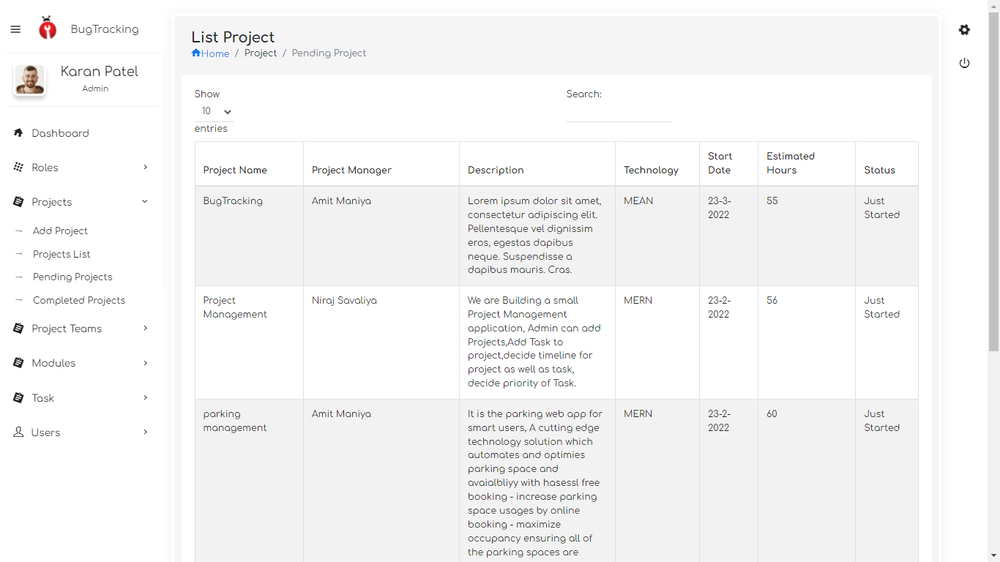 BugTracking
Karan Patel
Admin
Dashboard
Roles
Projects
→ Add Project
→ Projects List
→ Pending Projects
→ Completed Projects
Project Teams
Modules
Task
Users
List Project
Home / Project / Pending Project
Show
10
entries
Search:
Project Name
Project Manager
Description
Technology
Start
Date
Estimated
Hours
Status
BugTracking
Amit Maniya
Lorem ipsum dolor sit amet,
consectetur adipiscing elit.
Pellentesque vel dignissim
eros, egestas dapibus
neque. Suspendisse a
dapibus mauris. Cras.
MEAN
23-3-
2022
55
Just
Started
Project
Management
Niraj Savaliya
We are Building a small
Project Management
application, Admin can add
Projects,Add Task to
project,decide timeline for
project as well as task,
decide priority of Task.
MERN
23-2-
2022
56
Just
Started
parking
management
Amit Maniya
It is the parking web app for
smart users, A cutting edge
technology solution which
automates and optimies
parking space and
avaialbliyy with hasessl free
booking - increase parking
space usages by online
booking - maximize
occupancy ensuring all of
the parking spaces are
MERN
23-2-
2022
60
Just
Started